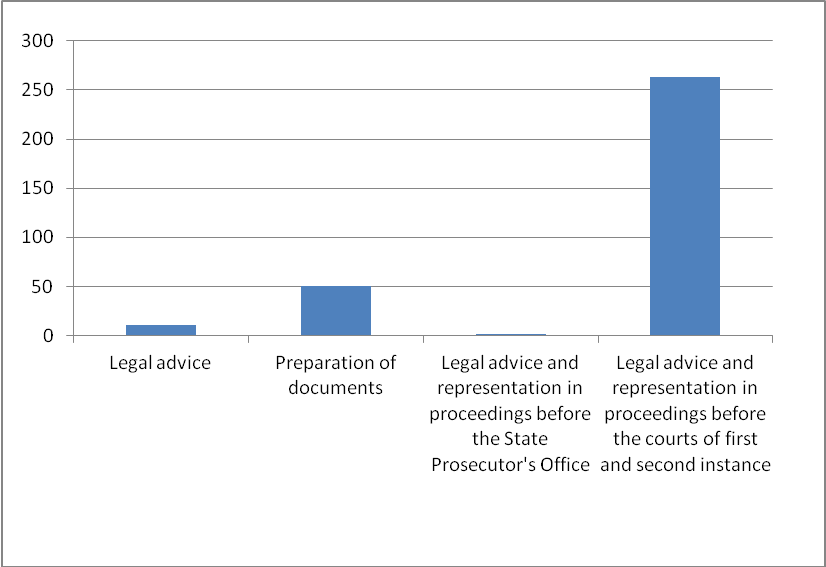 300
250
200
150
100
50
0
Legal advice
Preparation of
documents
Legal advice and
representation in
proceedings before
the State
Prosecutor's Office
Legal advice and
representation in
proceedings before
the courts of first
and second instance